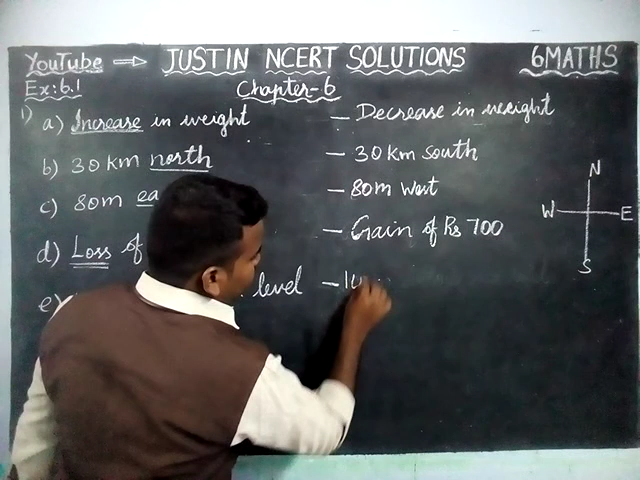 YouTube ⟹ JUSTIN NCERT SOLUTIONS 6MATHS
Ex:6.1 Chapter-6
1) a) Increase in weight — Decrease in weight
b) 30 km north — 30 km south
c) 80m ea — 80m West
d) Loss of — Gain of Rs 700
e) level —
N
W E
S